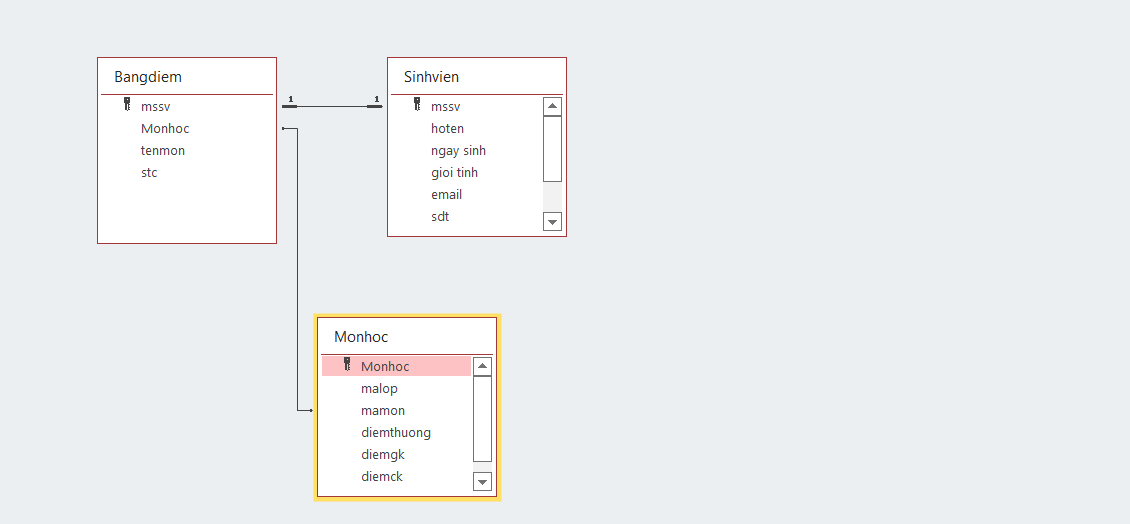 Bangdiem
mssv
Monhoc
tenmon
stc
1
1
Sinhvien
mssv
hoten
ngay sinh
gioi tinh
email
sdt
Monhoc
Monhoc
malop
mamon
diemthuong
diemgk
diemck